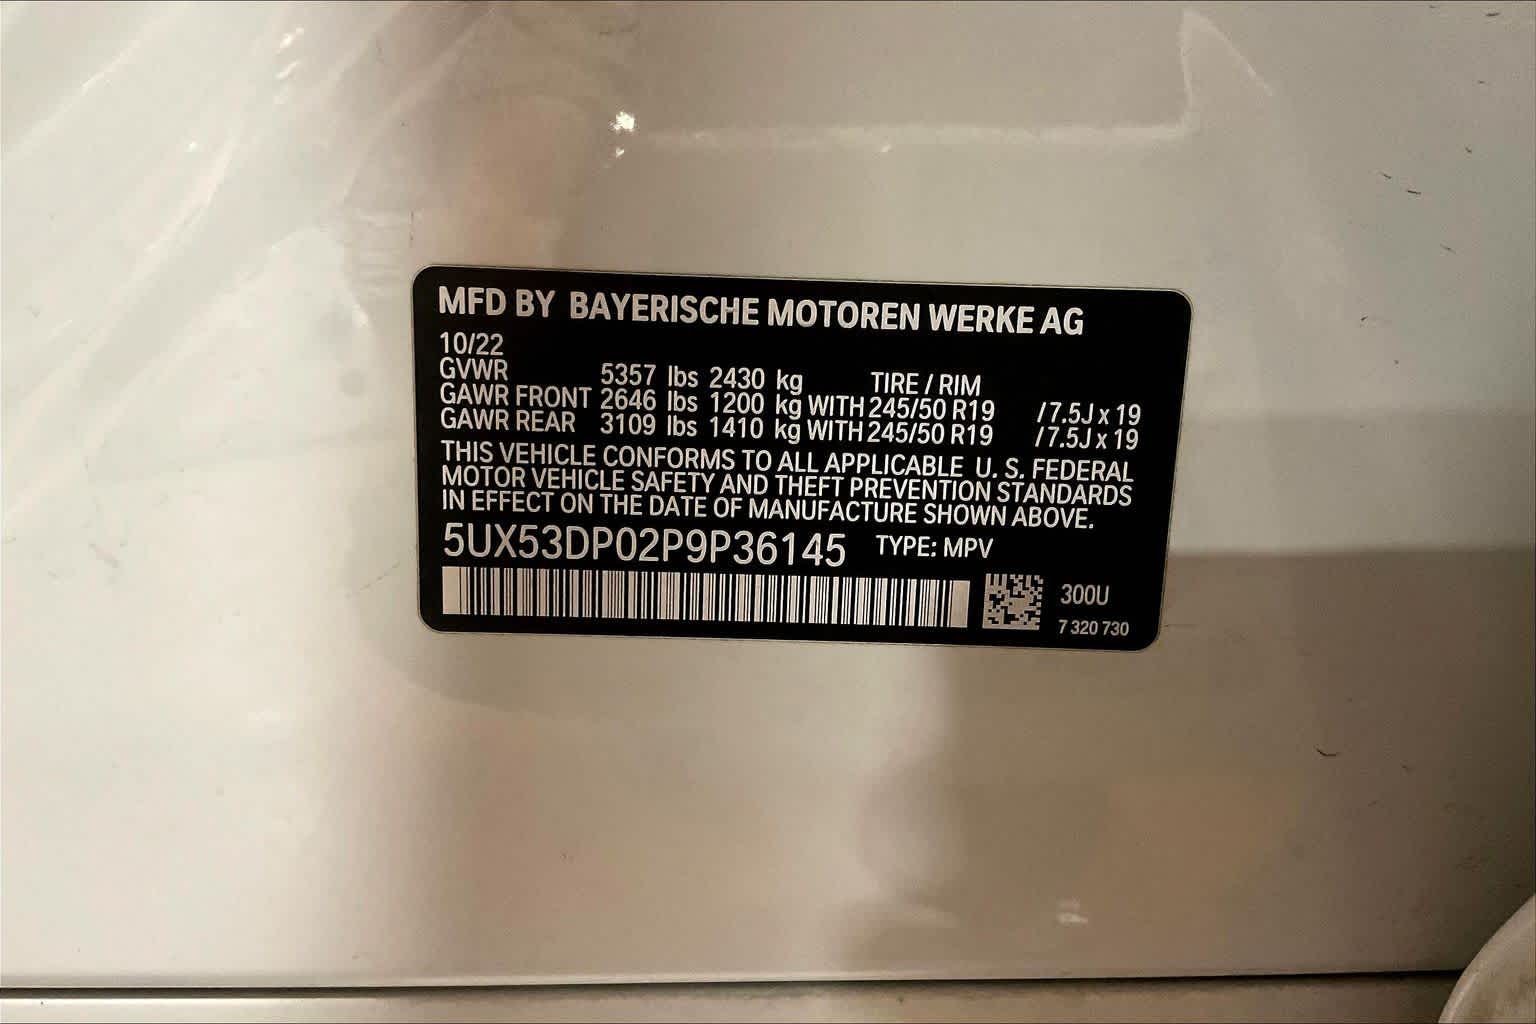 MFD BY BAYERISCHE MOTOREN WERKE AG
10/22
GVWR 5357 lbs 2430 kg TIRE / RIM
GAWR FRONT 2646 lbs 1200 kg WITH 245/50 R19 /7.5J x 19
GAWR REAR 3109 lbs 1410 kg WITH 245/50 R19 /7.5J x 19
THIS VEHICLE CONFORMS TO ALL APPLICABLE U. S. FEDERAL
MOTOR VEHICLE SAFETY AND THEFT PREVENTION STANDARDS
IN EFFECT ON THE DATE OF MANUFACTURE SHOWN ABOVE.
5UX53DP02P9P36145 TYPE: MPV
300U
7 320 730